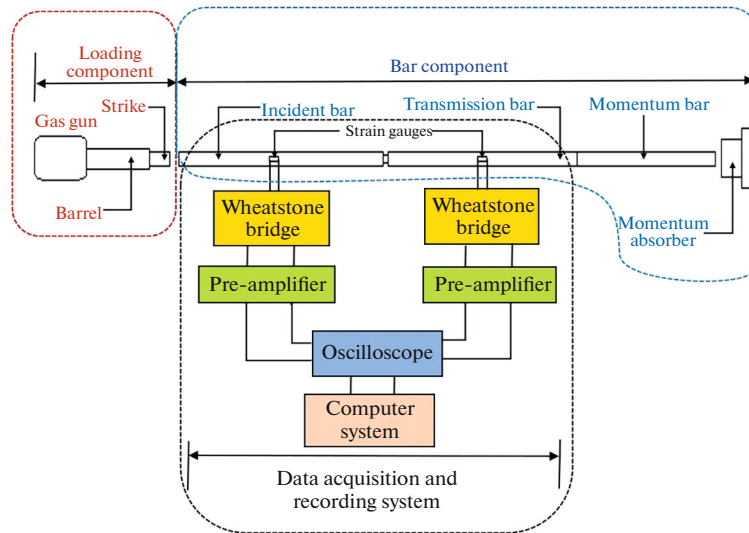 Loading
component
Bar component
Strike
Gas gun
Incident bar
Transmission bar
Momentum bar
Strain gauges
Barrel
Wheatstone
bridge
Wheatstone
bridge
Momentum
absorber
Pre-amplifier
Pre-amplifier
Oscilloscope
Computer
system
Data acquisition and
recording system